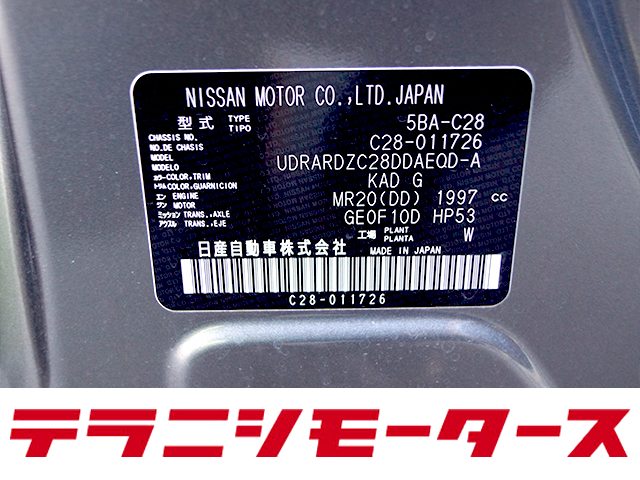 NISSAN MOTOR CO.,LTD.JAPAN
型式 TYPE TIPO 5BA-C28
CHASSIS NO. NO.DE CHASIS C28-011726
MODEL MODELO UDRARDZC28DDAEQD-A
カラー COLOR,TRIM トリム COLOR,GUARNICION KAD G
エンジン ENGINE MOTOR MR20(DD) 1997 cc
ミッション TRANS.,AXLE アクスル TRANS.,EJE GE0F10D HP53
工場 PLANT PLANTA W
日産自動車株式会社 MADE IN JAPAN
C28-011726
テラニシモータース